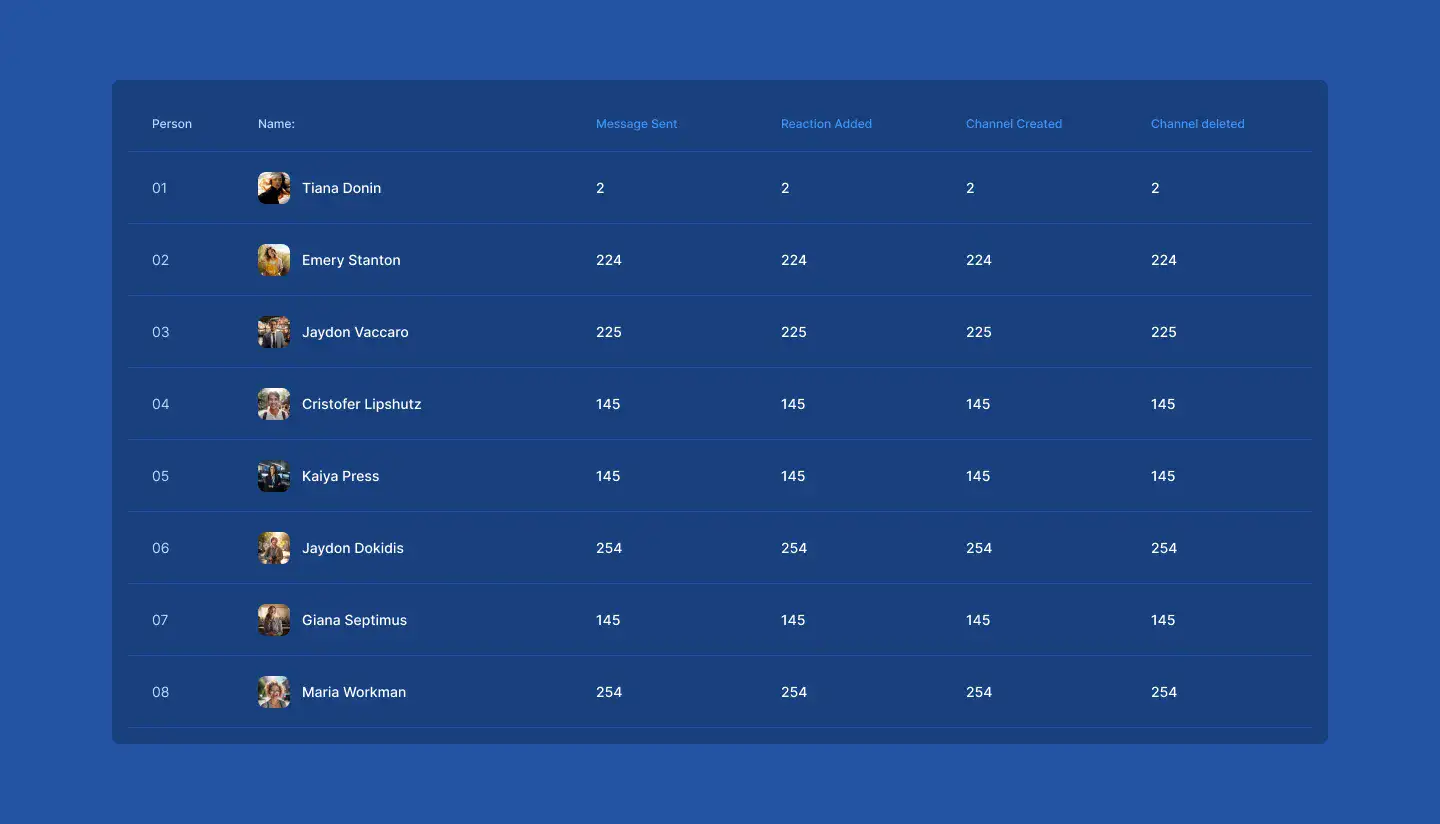 Person Name: Message Sent Reaction Added Channel Created Channel deleted
01 Tiana Donin 2 2 2 2
02 Emery Stanton 224 224 224 224
03 Jaydon Vaccaro 225 225 225 225
04 Cristofer Lipshutz 145 145 145 145
05 Kaiya Press 145 145 145 145
06 Jaydon Dokidis 254 254 254 254
07 Giana Septimus 145 145 145 145
08 Maria Workman 254 254 254 254